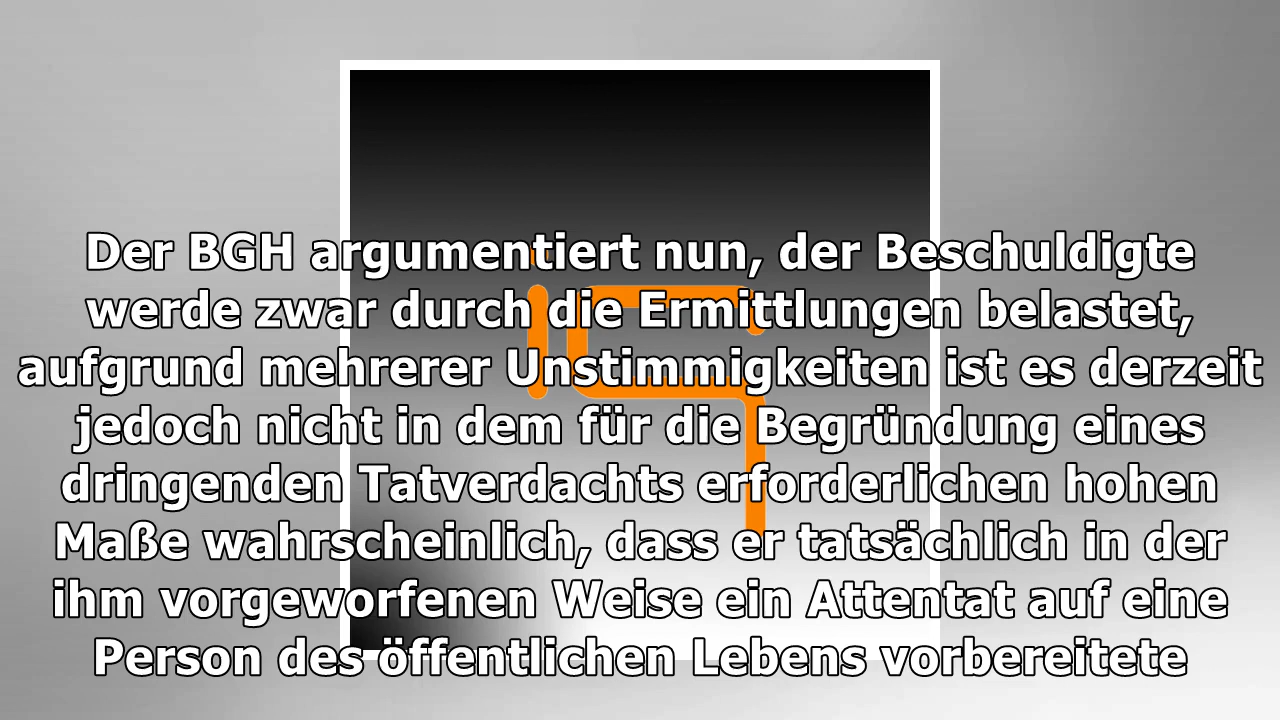 Der BGH argumentiert nun, der Beschuldigte
werde zwar durch die Ermittlungen belastet,
aufgrund mehrerer Unstimmigkeiten ist es derzeit
jedoch nicht in dem für die Begründung eines
dringenden Tatverdachts erforderlichen hohen
Maße wahrscheinlich, dass er tatsächlich in der
ihm vorgeworfenen Weise ein Attentat auf eine
Person des öffentlichen Lebens vorbereitete